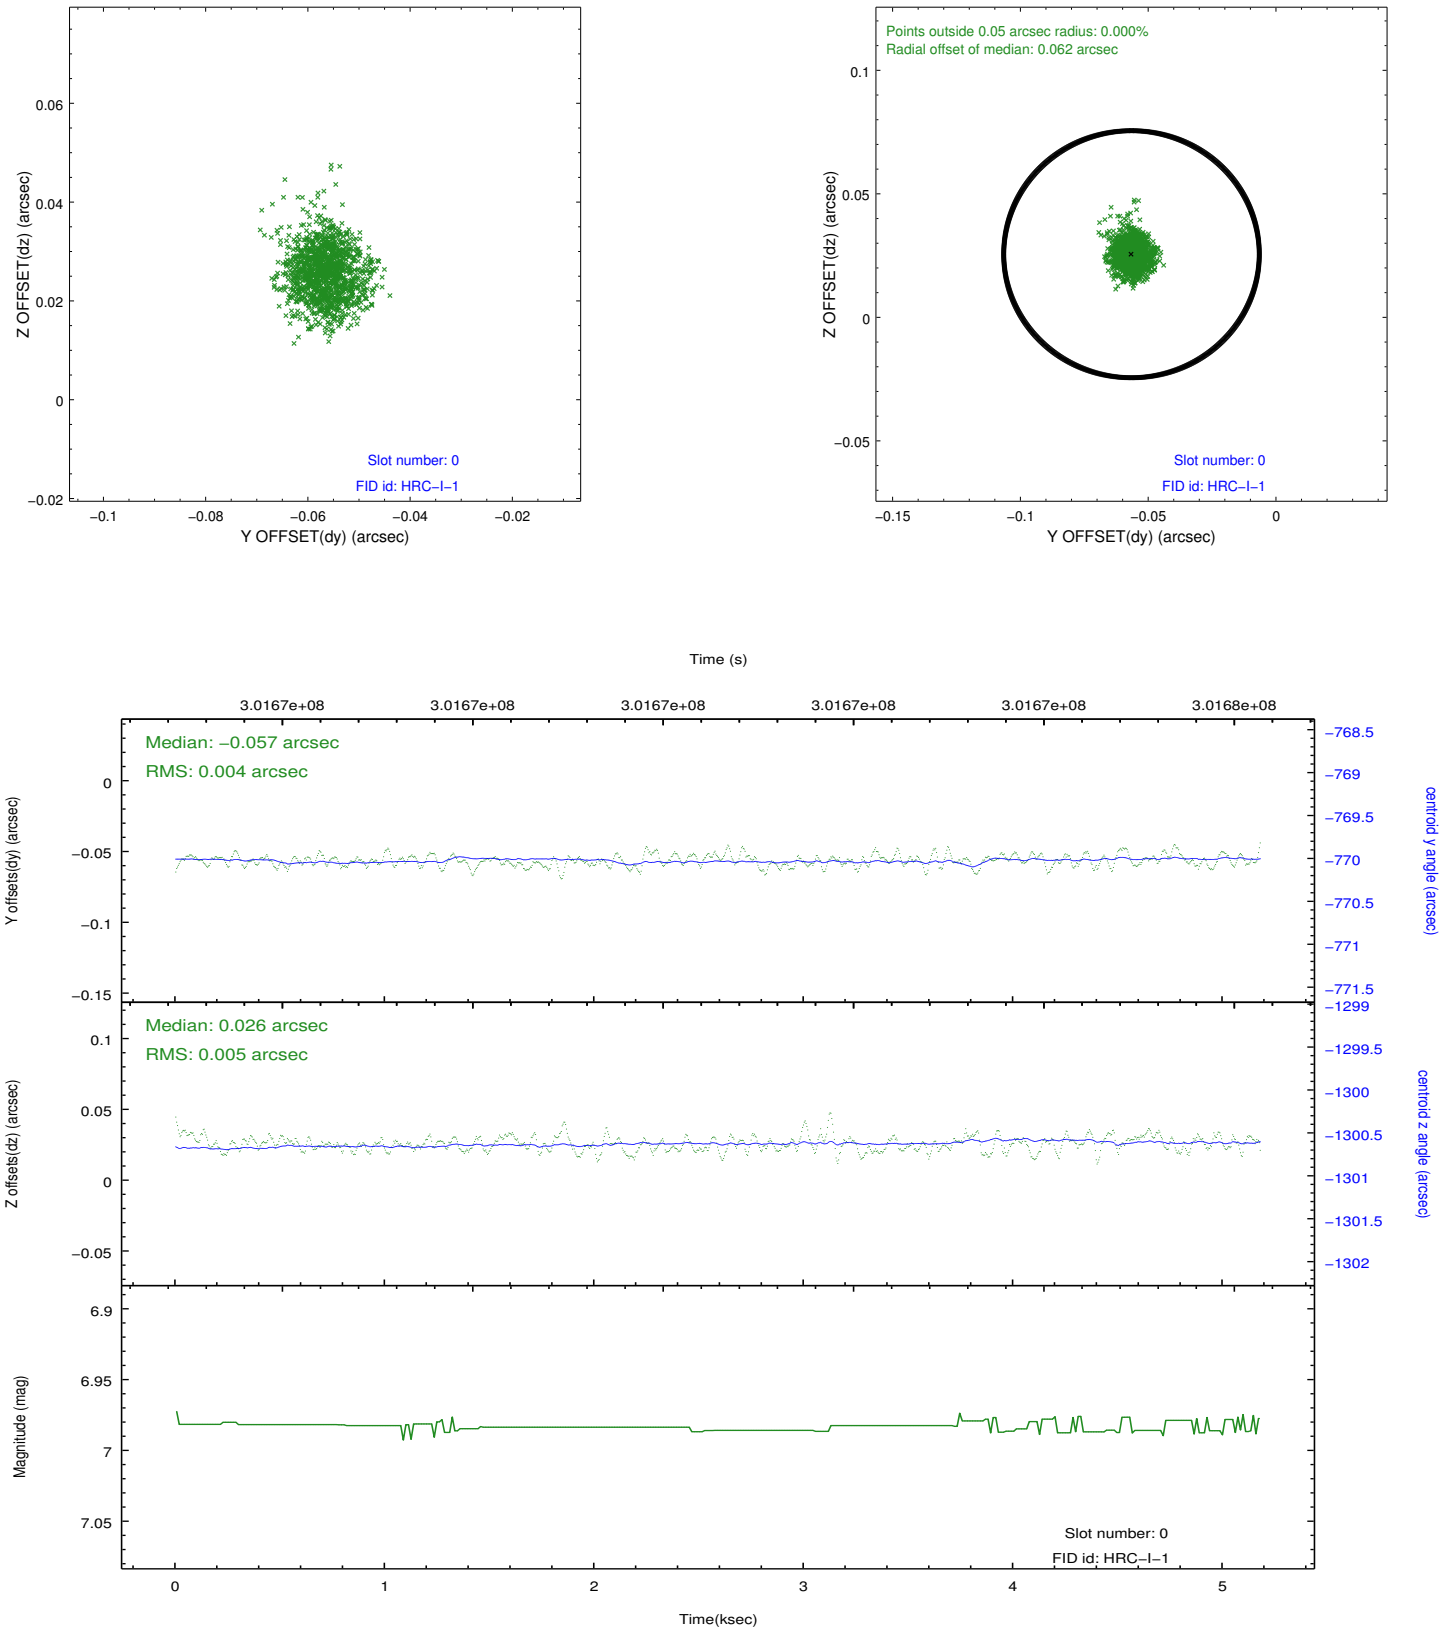 0.06
0.04
0.02
0
−0.02
Z OFFSET(dz) (arcsec)
Slot number: 0
FID id: HRC−I−1
−0.1 −0.08 −0.06 −0.04 −0.02
Y OFFSET(dy) (arcsec)
Points outside 0.05 arcsec radius: 0.000%
Radial offset of median: 0.062 arcsec
0.1
0.05
0
−0.05
Z OFFSET(dz) (arcsec)
Slot number: 0
FID id: HRC−I−1
−0.15 −0.1 −0.05 0
Y OFFSET(dy) (arcsec)
Time (s)
3.0167e+08 3.0167e+08 3.0167e+08 3.0167e+08 3.0167e+08 3.0168e+08
Median: −0.057 arcsec
RMS: 0.004 arcsec
0
−0.05
−0.1
−0.15
Y offsets(dy) (arcsec)
−768.5
−769
−769.5
−770
−770.5
−771
−771.5
centroid y angle (arcsec)
Median: 0.026 arcsec
RMS: 0.005 arcsec
0.1
0.05
0
−0.05
Z offsets(dz) (arcsec)
−1299
−1299.5
−1300
−1300.5
−1301
−1301.5
−1302
centroid z angle (arcsec)
6.9
6.95
7
7.05
Magnitude (mag)
Slot number: 0
FID id: HRC−I−1
0 1 2 3 4 5
Time(ksec)